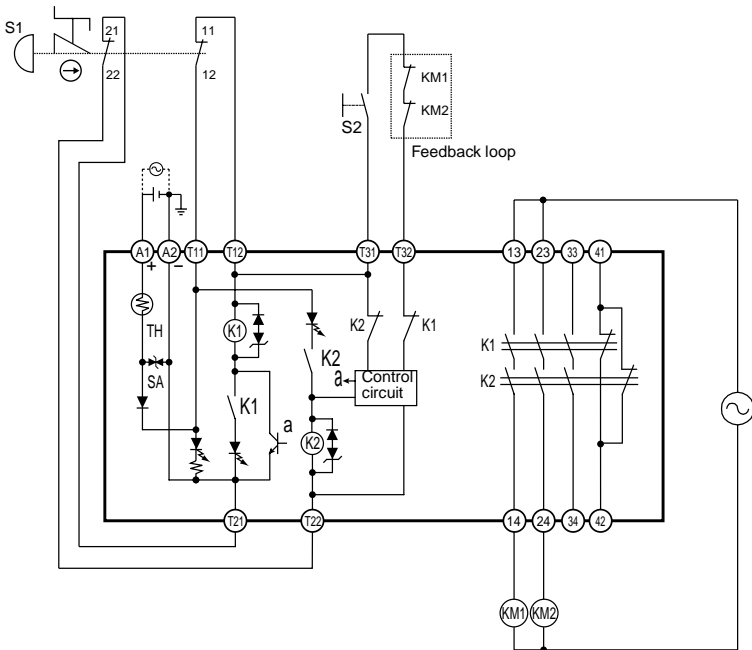 S1
21
11
22
12
KM1
S2
KM2
Feedback loop
A1
A2
T11
T12
T31
T32
13
23
33
41
+
−
TH
K1
K2
K1
K2
K1
SA
a
Control
circuit
K2
K1
a
K2
T21
T22
14
24
34
42
KM1
KM2